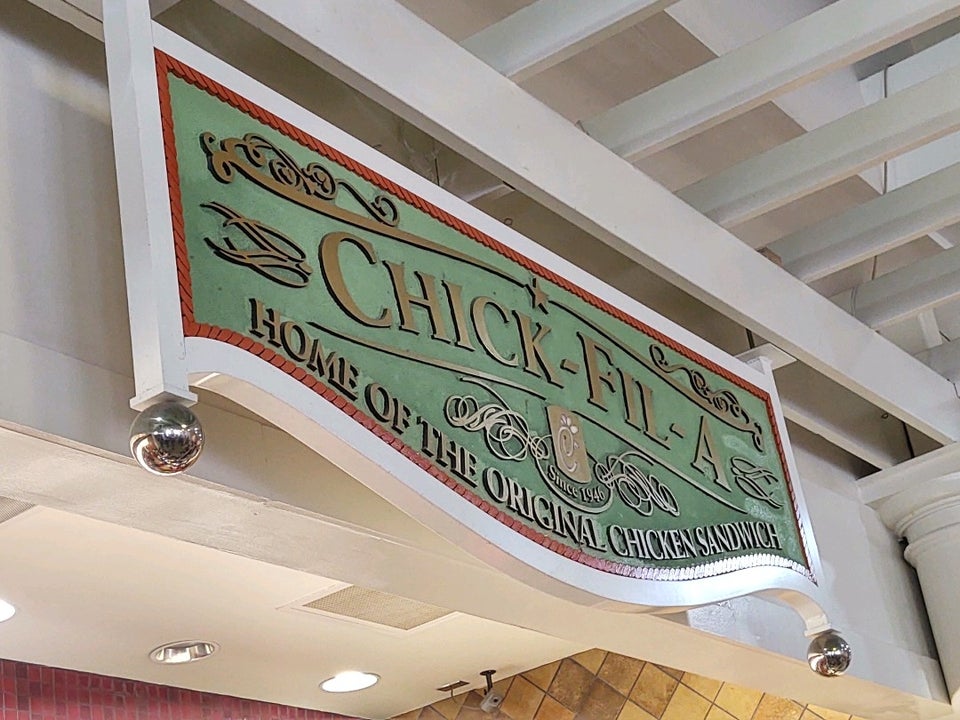 CHICK-FIL-A
Since 1946
HOME OF THE ORIGINAL CHICKEN SANDWICH